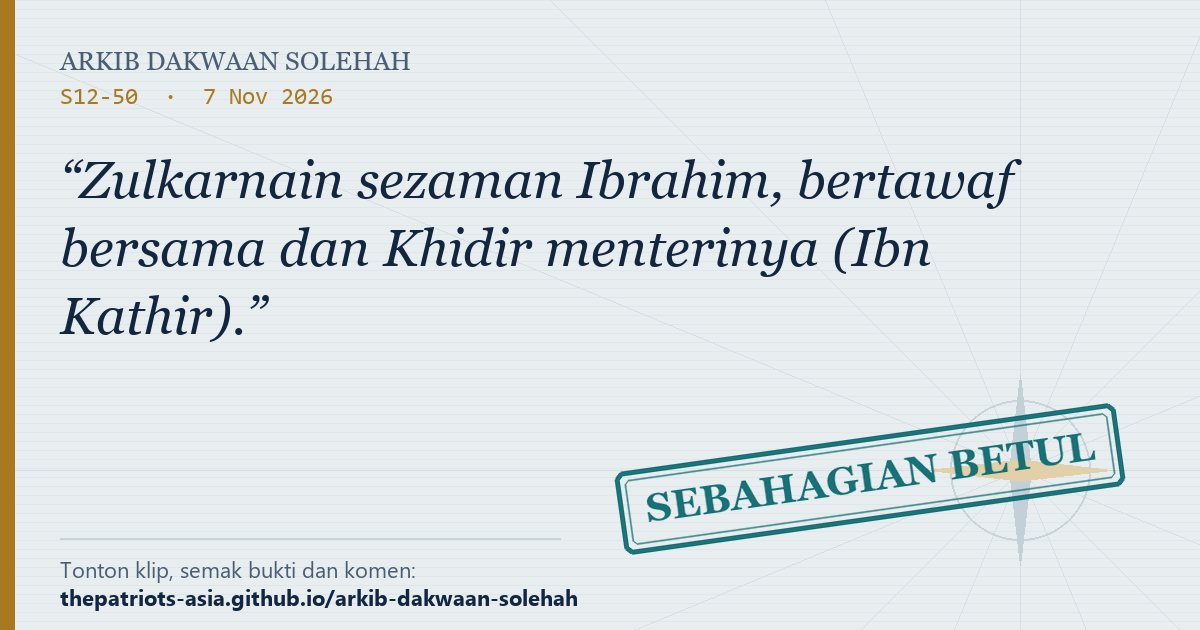 ARKIB DAKWAAN SOLEHAH
S12-50 · 7 Nov 2026
“Zulkarnain sezaman Ibrahim, bertawaf
bersama dan Khidir menterinya (Ibn
Kathir).”
SEBAHAGIAN BETUL
Tonton klip, semak bukti dan komen:
thepatriots-asia.github.io/arkib-dakwaan-solehah